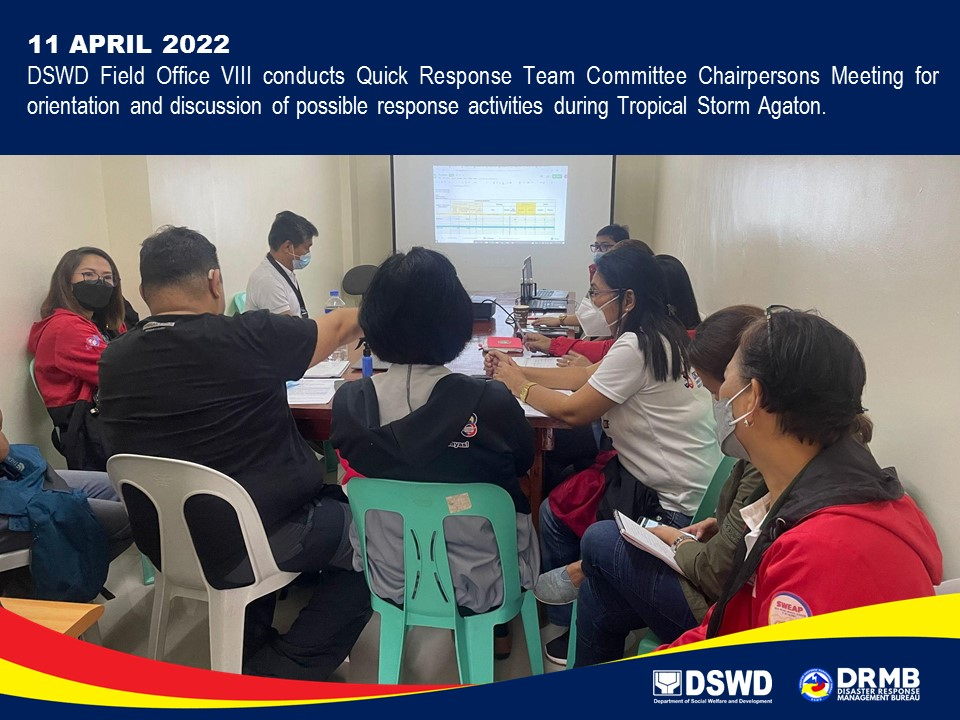 11 APRIL 2022
DSWD Field Office VIII conducts Quick Response Team Committee Chairpersons Meeting for
orientation and discussion of possible response activities during Tropical Storm Agaton.
SWEAP
DSWD
Department of Social Welfare and Development
DRMB
DISASTER RESPONSE
MANAGEMENT BUREAU